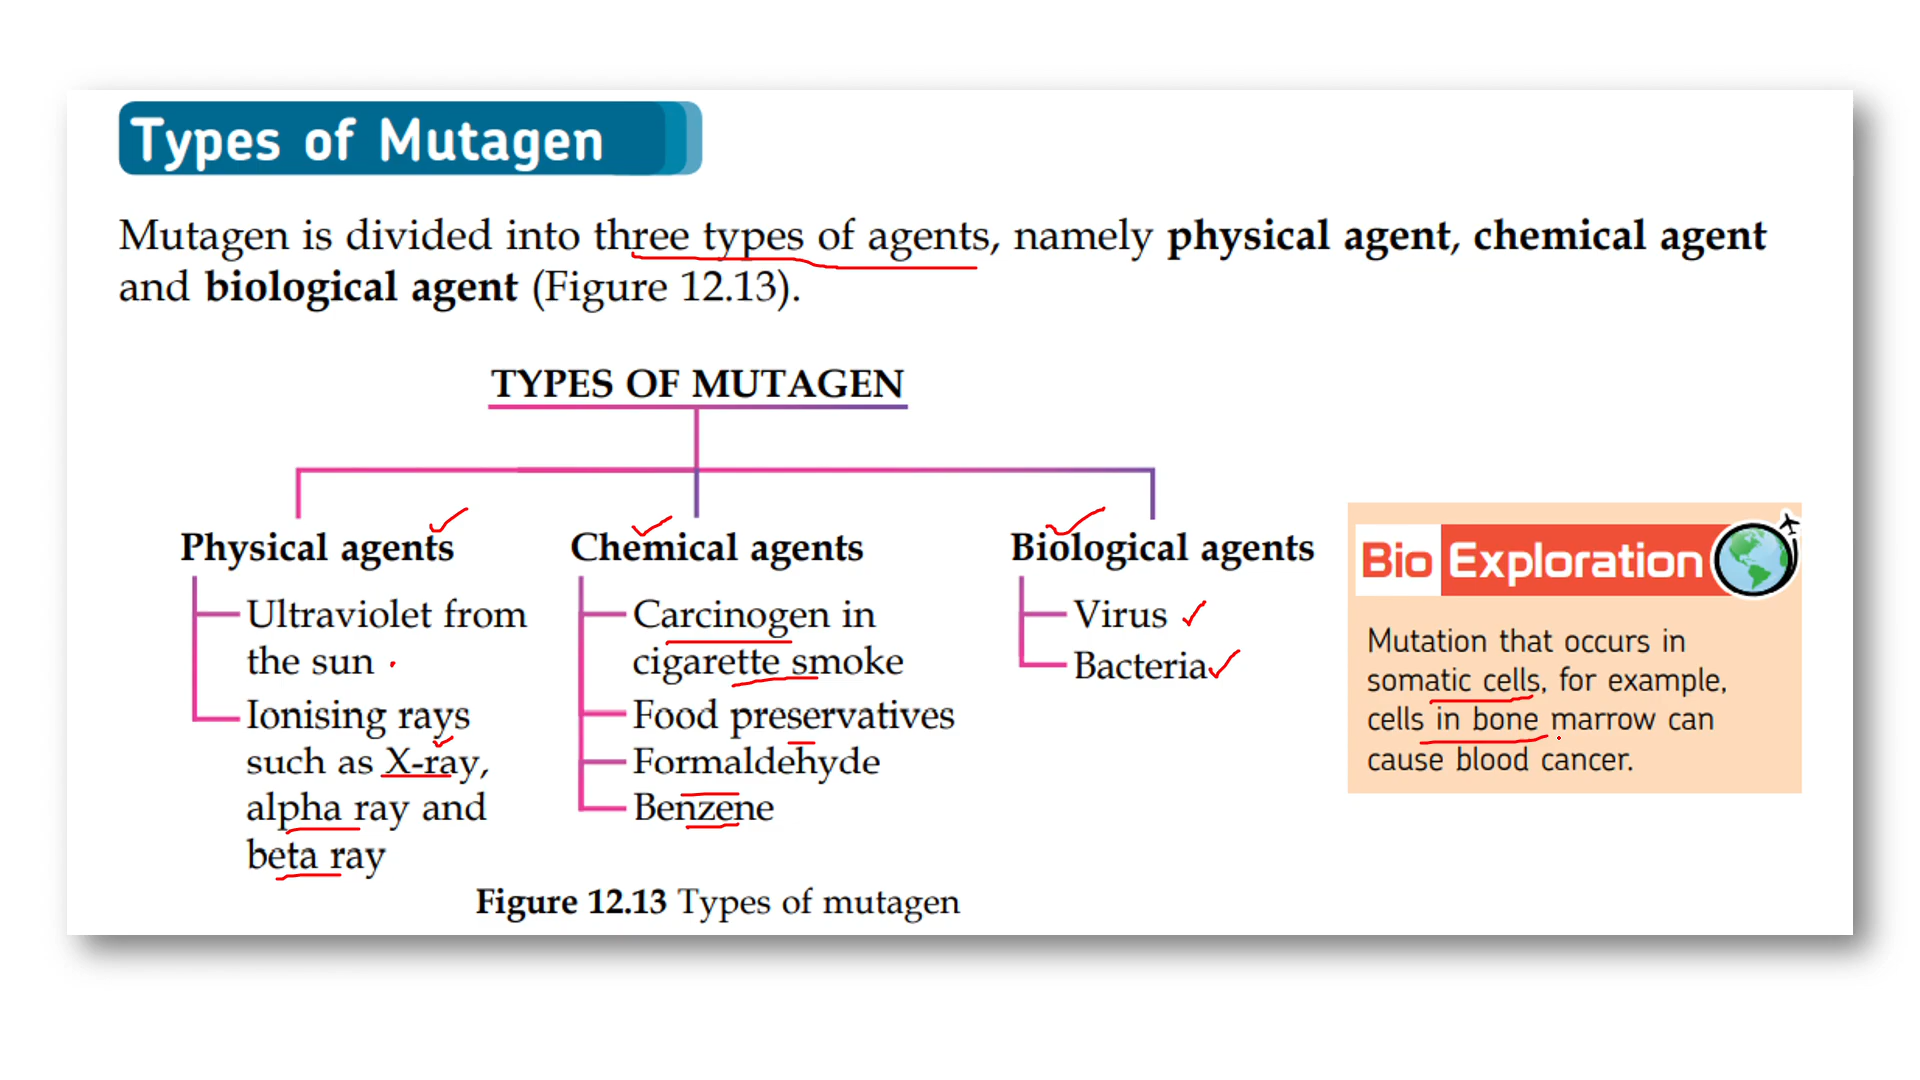 Types of Mutagen
Mutagen is divided into three types of agents, namely physical agent, chemical agent
and biological agent (Figure 12.13).
TYPES OF MUTAGEN
Physical agents
Ultraviolet from
the sun
Ionising rays
such as X-ray,
alpha ray and
beta ray
Chemical agents
Carcinogen in
cigarette smoke
Food preservatives
Formaldehyde
Benzene
Biological agents
Virus
Bacteria
Figure 12.13 Types of mutagen
Bio Exploration
Mutation that occurs in
somatic cells, for example,
cells in bone marrow can
cause blood cancer.